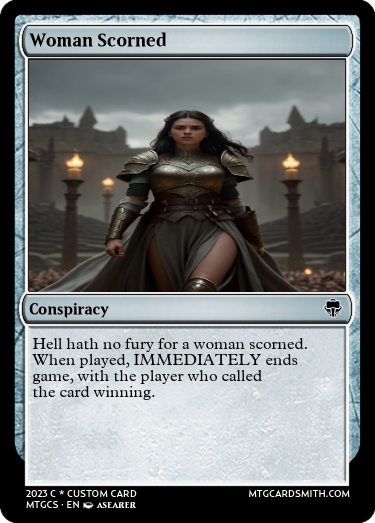 Woman Scorned
Conspiracy
Hell hath no fury for a woman scorned.
When played, IMMEDIATELY ends
game, with the player who called
the card winning.
2023 C * CUSTOM CARD
MTGCARDSMITH.COM
MTGCS · EN ASEARER